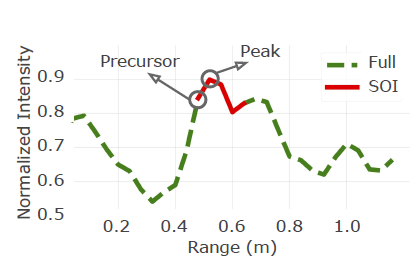 Peak
Precursor
Full
SOI
Normalized Intensity
0.9
0.8
0.7
0.6
0.5
0.2 0.4 0.6 0.8 1.0
Range (m)